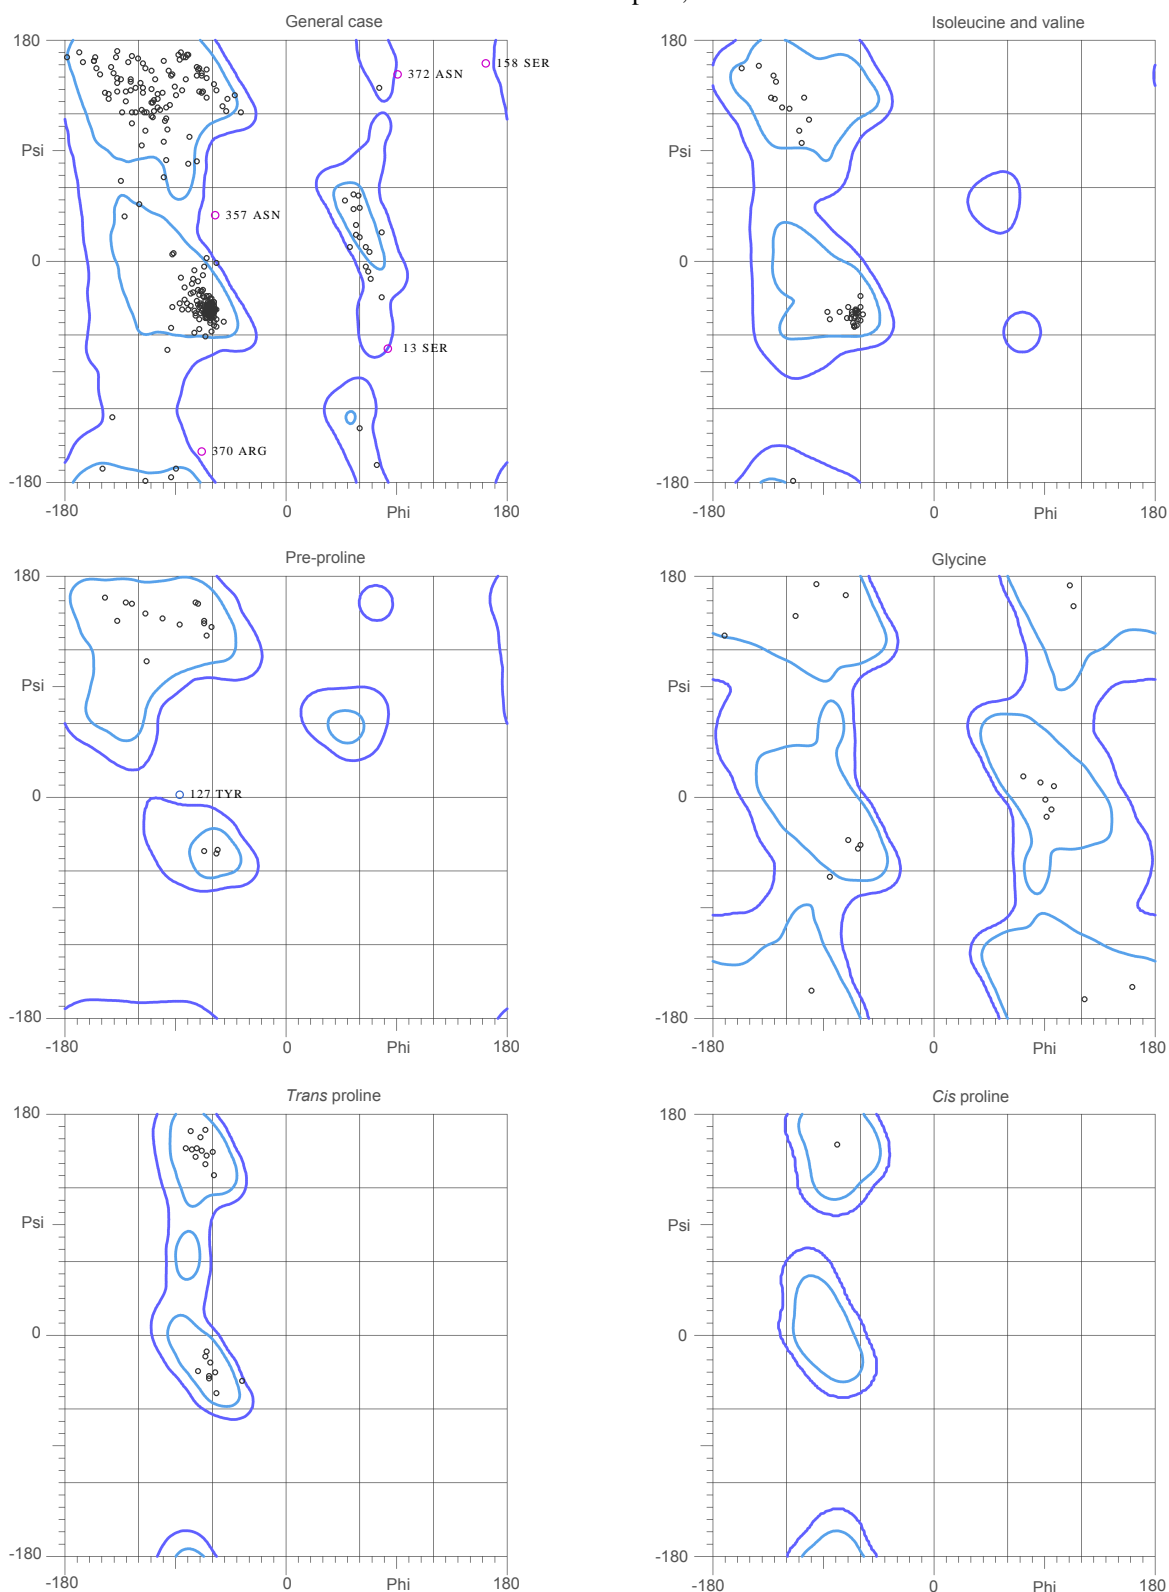 General case
180
Psi
0
-180
-180
0
Phi
180
372 ASN
158 SER
357 ASN
13 SER
370 ARG
Isoleucine and valine
180
Psi
0
-180
-180
0
Phi
180
Pre-proline
180
Psi
0
-180
-180
0
Phi
180
127 TYR
Glycine
180
Psi
0
-180
-180
0
Phi
180
Trans proline
180
Psi
0
-180
-180
0
Phi
180
Cis proline
180
Psi
0
-180
-180
0
Phi
180